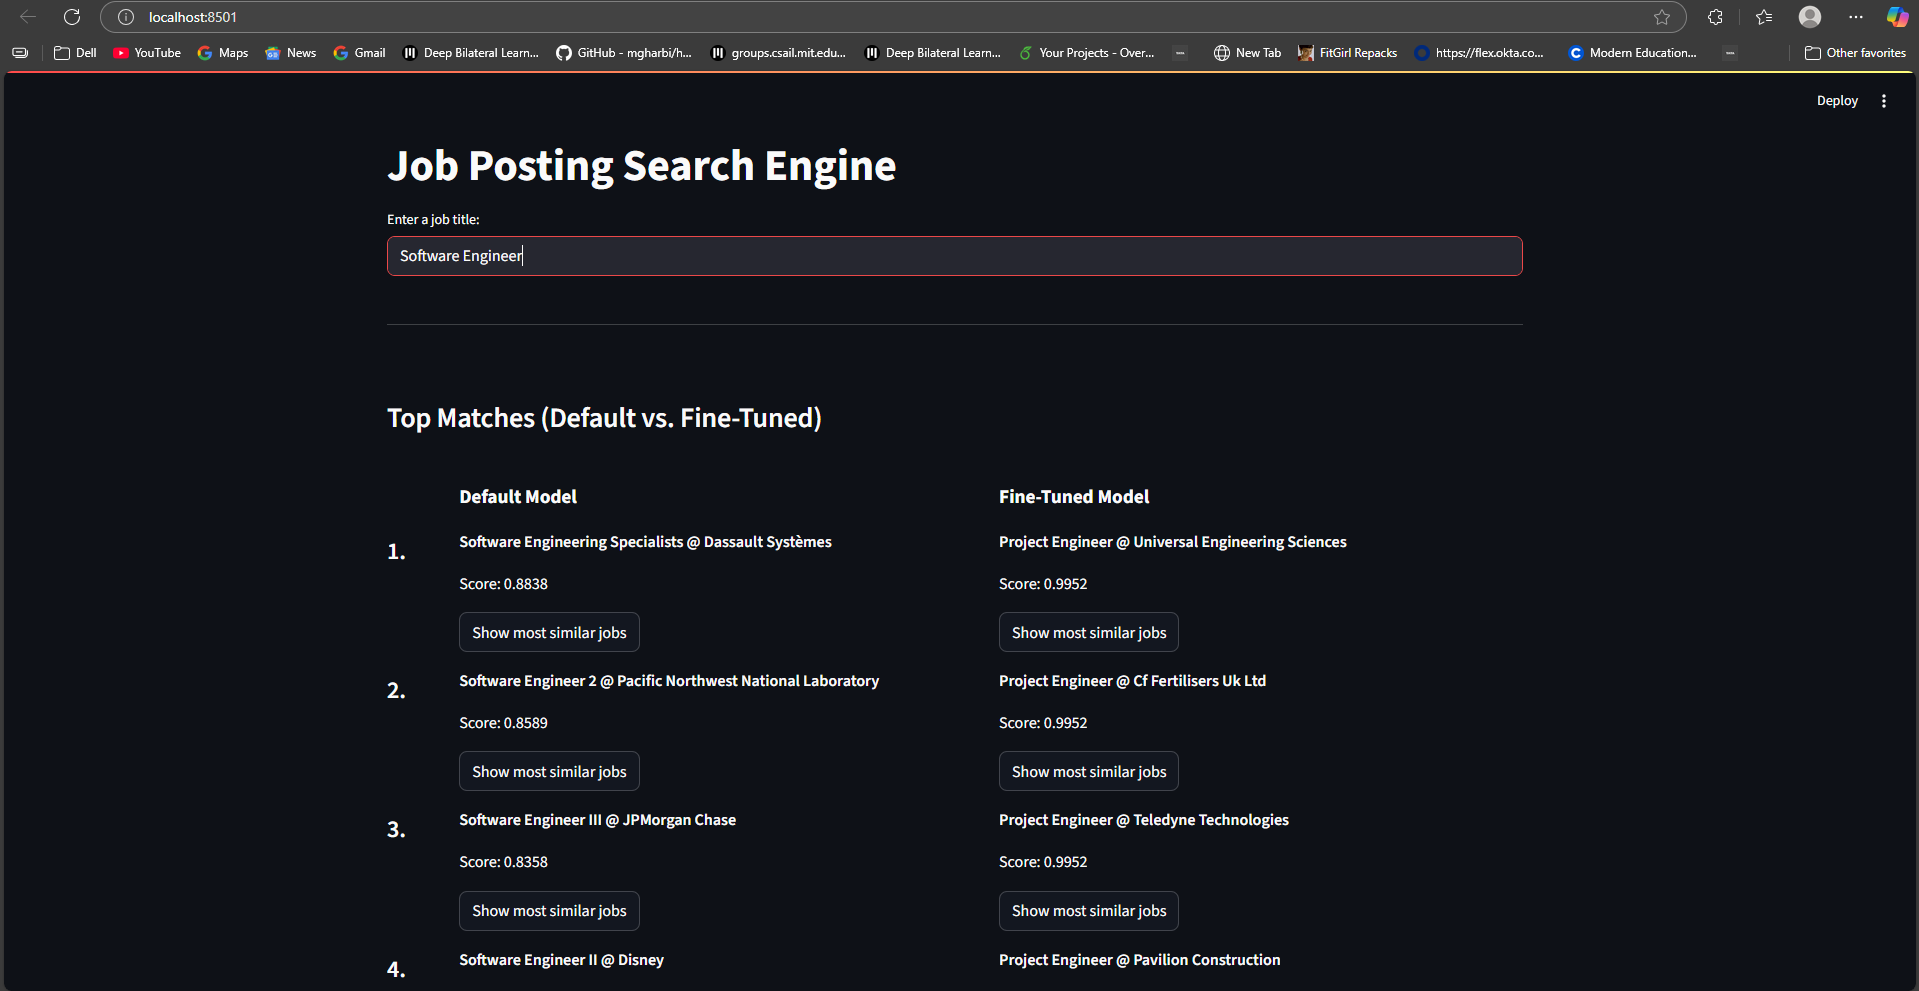 localhost:8501
Dell YouTube Maps News Gmail Deep Bilateral Learn... GitHub - mgharbi/h... groups.csail.mit.edu... Deep Bilateral Learn... Your Projects - Over... New Tab FitGirl Repacks https://flex.okta.co... Modern Education... Other favorites
Deploy
Job Posting Search Engine
Enter a job title:
Software Engineer
Top Matches (Default vs. Fine-Tuned)
Default Model Fine-Tuned Model
1. Software Engineering Specialists @ Dassault Systèmes Project Engineer @ Universal Engineering Sciences
Score: 0.8838 Score: 0.9952
Show most similar jobs Show most similar jobs
2. Software Engineer 2 @ Pacific Northwest National Laboratory Project Engineer @ Cf Fertilisers Uk Ltd
Score: 0.8589 Score: 0.9952
Show most similar jobs Show most similar jobs
3. Software Engineer III @ JPMorgan Chase Project Engineer @ Teledyne Technologies
Score: 0.8358 Score: 0.9952
Show most similar jobs Show most similar jobs
4. Software Engineer II @ Disney Project Engineer @ Pavilion Construction